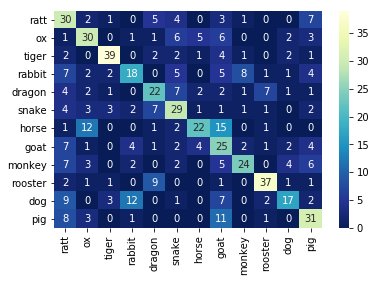 ratt 30 2 1 0 5 4 0 3 1 0 0 7
ox 1 30 0 1 1 6 5 6 0 0 2 3
tiger 2 0 39 0 2 2 1 4 0 1 2 1
rabbit 7 2 2 18 0 5 0 5 8 1 1 4
dragon 4 2 1 0 22 7 2 2 1 7 1 1
snake 4 3 3 2 7 29 1 1 1 1 0 2
horse 1 12 0 0 1 2 22 15 0 0 0 0
goat 7 1 0 4 1 2 4 25 2 1 2 4
monkey 7 3 0 2 0 2 0 5 24 0 4 6
rooster 2 1 1 0 9 0 0 1 0 37 1 1
dog 9 0 3 12 0 1 0 7 0 2 17 2
pig 8 3 0 1 0 0 0 11 0 1 0 31
ratt ox tiger rabbit dragon snake horse goat monkey rooster dog pig
35
30
25
20
15
10
5
0